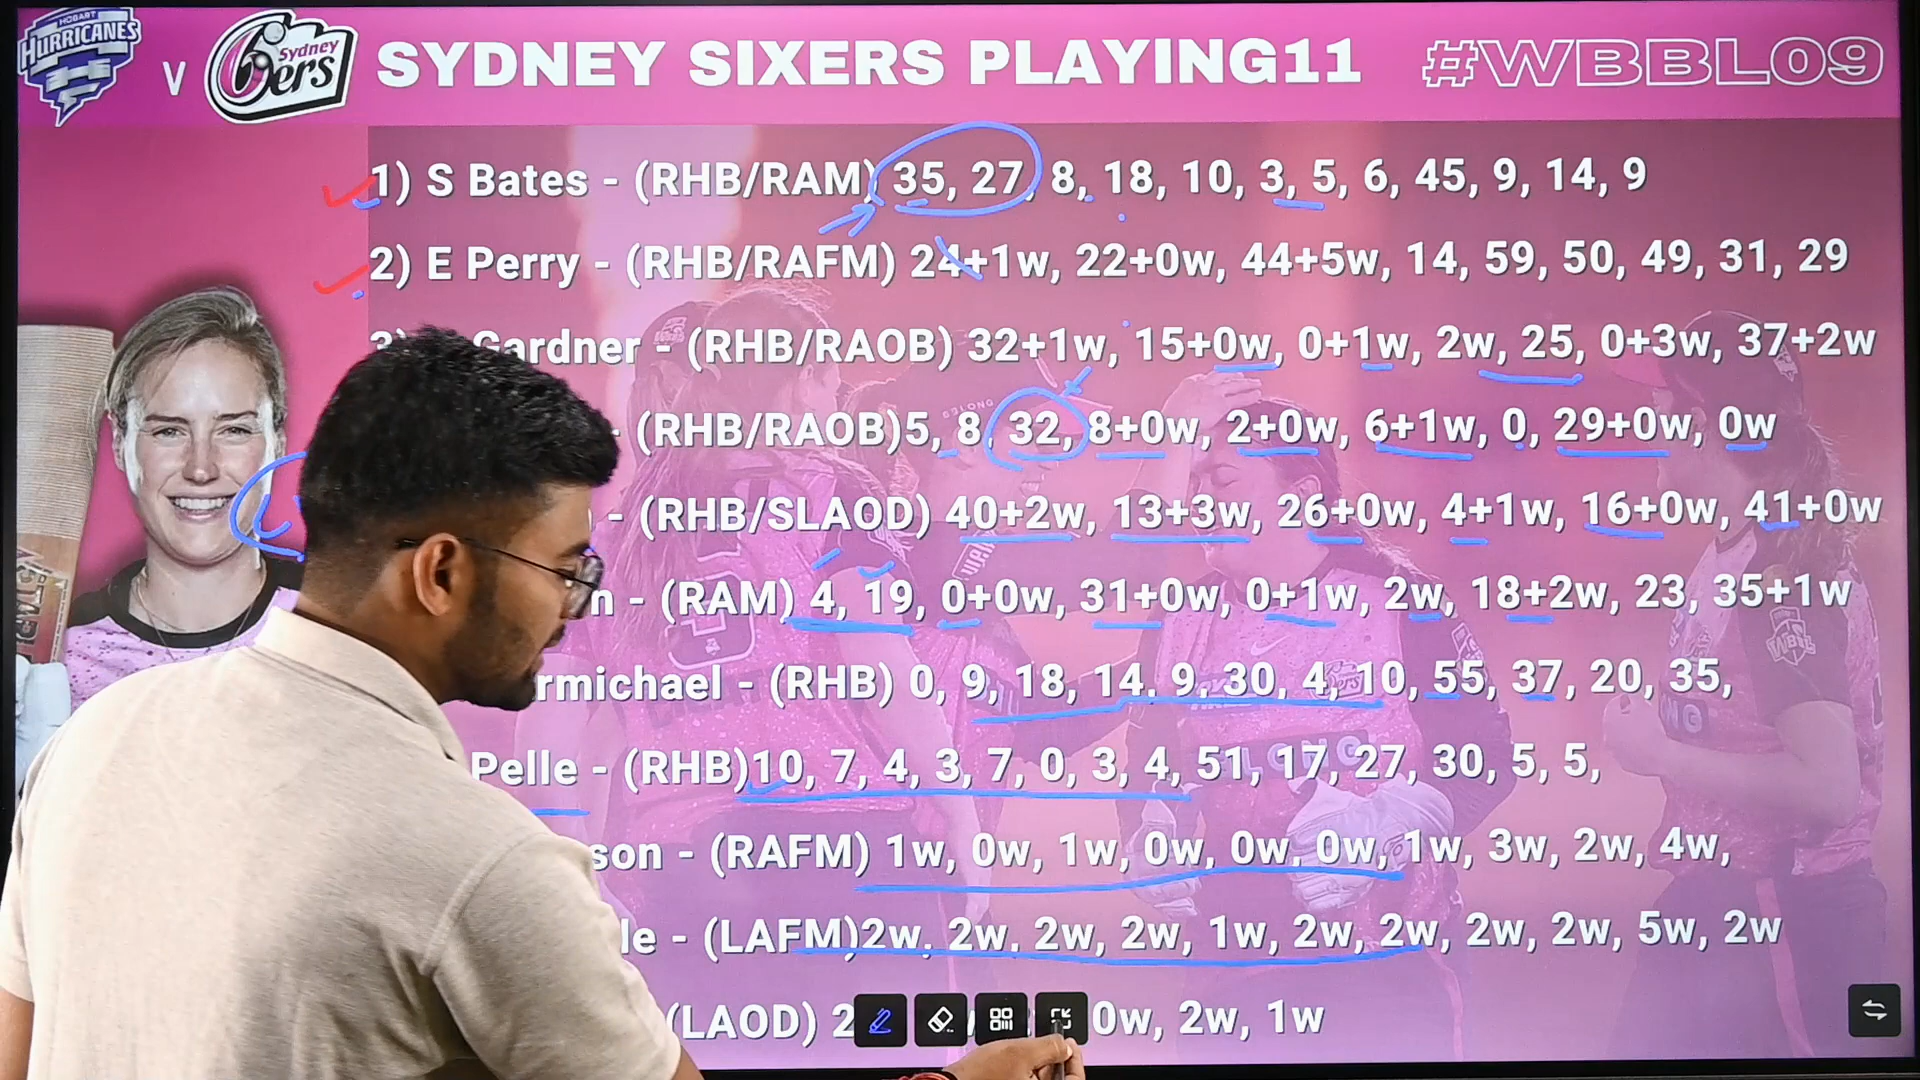 HOBART
HURRICANES
V
Sydney
6ers
SYDNEY SIXERS PLAYING11
#WBBL09
1) S Bates - (RHB/RAM) 35, 27, 8, 18, 10, 3, 5, 6, 45, 9, 14, 9
2) E Perry - (RHB/RAFM) 24+1w, 22+0w, 44+5w, 14, 59, 50, 49, 31, 29
3) Gardner - (RHB/RAOB) 32+1w, 15+0w, 0+1w, 2w, 25, 0+3w, 37+2w
- (RHB/RAOB)5, 8, 32, 8+0w, 2+0w, 6+1w, 0, 29+0w, 0w
- (RHB/SLAOD) 40+2w, 13+3w, 26+0w, 4+1w, 16+0w, 41+0w
n - (RAM) 4, 19, 0+0w, 31+0w, 0+1w, 2w, 18+2w, 23, 35+1w
rmichael - (RHB) 0, 9, 18, 14, 9, 30, 4, 10, 55, 37, 20, 35,
Pelle - (RHB)10, 7, 4, 3, 7, 0, 3, 4, 51, 17, 27, 30, 5, 5,
son - (RAFM) 1w, 0w, 1w, 0w, 0w, 0w, 1w, 3w, 2w, 4w,
le - (LAFM)2w, 2w, 2w, 2w, 1w, 2w, 2w, 2w, 2w, 5w, 2w
(LAOD) 2 0w, 2w, 1w